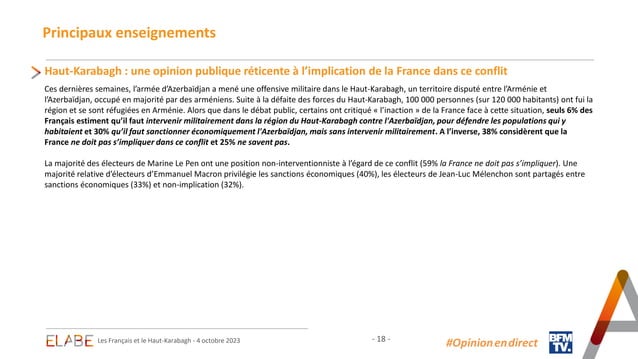 Principaux enseignements
Haut-Karabagh : une opinion publique réticente à l’implication de la France dans ce conflit
Ces dernières semaines, l’armée d’Azerbaïdjan a mené une offensive militaire dans le Haut-Karabagh, un territoire disputé entre l’Arménie et
l’Azerbaïdjan, occupé en majorité par des arméniens. Suite à la défaite des forces du Haut-Karabagh, 100 000 personnes (sur 120 000 habitants) ont fui la
région et se sont réfugiées en Arménie. Alors que dans le débat public, certains ont critiqué « l’inaction » de la France face à cette situation, seuls 6% des
Français estiment qu’il faut intervenir militairement dans la région du Haut-Karabagh contre l’Azerbaïdjan, pour défendre les populations qui y
habitaient et 30% qu’il faut sanctionner économiquement l’Azerbaïdjan, mais sans intervenir militairement. A l’inverse, 38% considèrent que la
France ne doit pas s’impliquer dans ce conflit et 25% ne savent pas.
La majorité des électeurs de Marine Le Pen ont une position non-interventionniste à l’égard de ce conflit (59% la France ne doit pas s’impliquer). Une
majorité relative d’électeurs d’Emmanuel Macron privilégie les sanctions économiques (40%), les électeurs de Jean-Luc Mélenchon sont partagés entre
sanctions économiques (33%) et non-implication (32%).
ELABE
Les Français et le Haut-Karabagh - 4 octobre 2023
- 18 -
#Opinionendirect
BFM
TV.